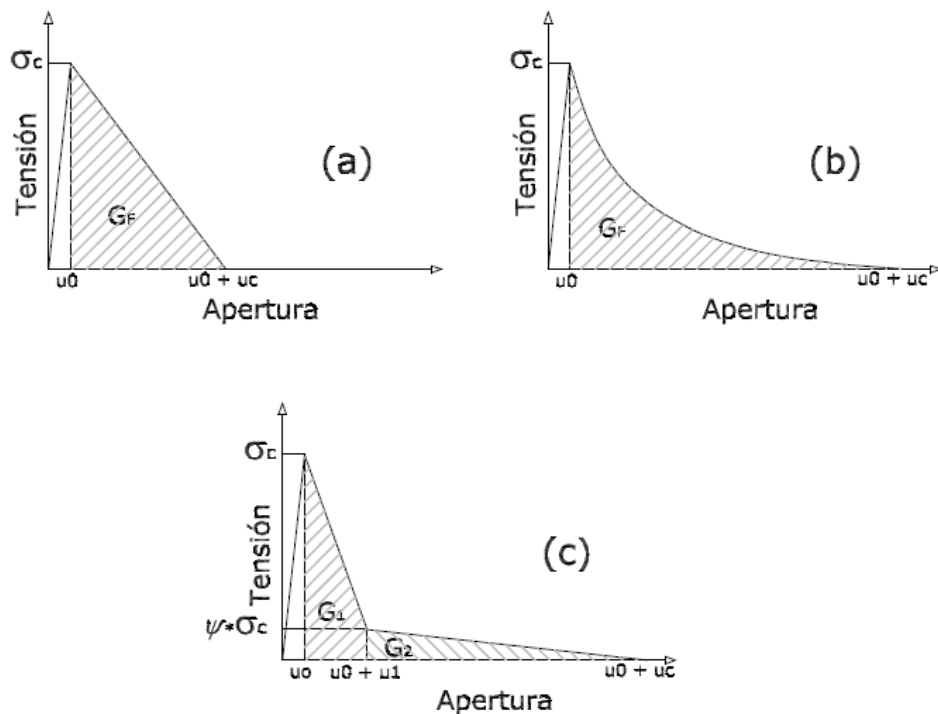 σc
Tensión
(a)
GF
u0
u0 + uc
Apertura
σc
Tensión
(b)
GF
u0
u0 + uc
Apertura
σc
Tensión
(c)
ψ*σc
G1
G2
uo
u0 + u1
u0 + uc
Apertura